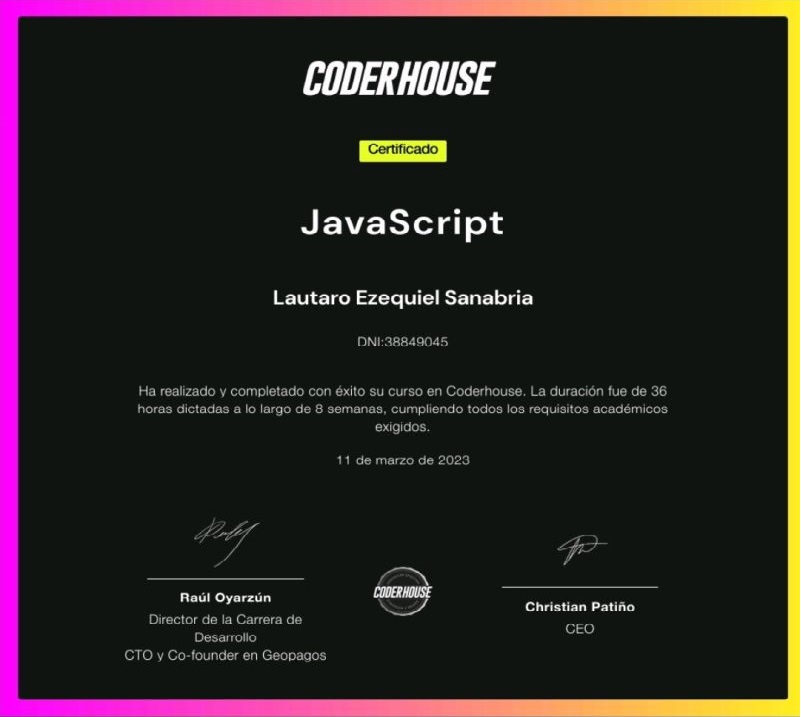 CODERHOUSE
Certificado
JavaScript
Lautaro Ezequiel Sanabria
DNI:38849045
Ha realizado y completado con éxito su curso en Coderhouse. La duración fue de 36
horas dictadas a lo largo de 8 semanas, cumpliendo todos los requisitos académicos
exigidos.
11 de marzo de 2023
Raúl Oyarzún
Director de la Carrera de
Desarrollo
CTO y Co-founder en Geopagos
CODERHOUSE
Christian Patiño
CEO